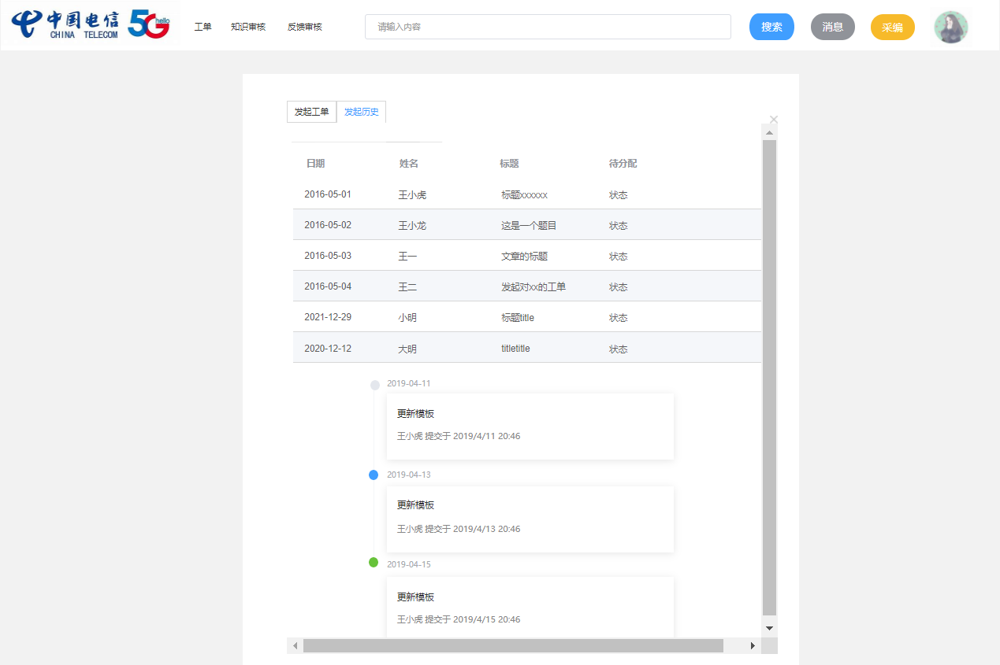 中国电信 5G hello
CHINA TELECOM
工单 知识审核 反馈审核 请输入内容 搜索 消息 采编
发起工单 发起历史
日期 姓名 标题 待分配
2016-05-01 王小虎 标题xxxxxx 状态
2016-05-02 王小龙 这是一个题目 状态
2016-05-03 王一 文章的标题 状态
2016-05-04 王二 发起对xx的工单 状态
2021-12-29 小明 标题title 状态
2020-12-12 大明 titletitle 状态
2019-04-11
更新模板
王小虎 提交于 2019/4/11 20:46
2019-04-13
更新模板
王小虎 提交于 2019/4/13 20:46
2019-04-15
更新模板
王小虎 提交于 2019/4/15 20:46